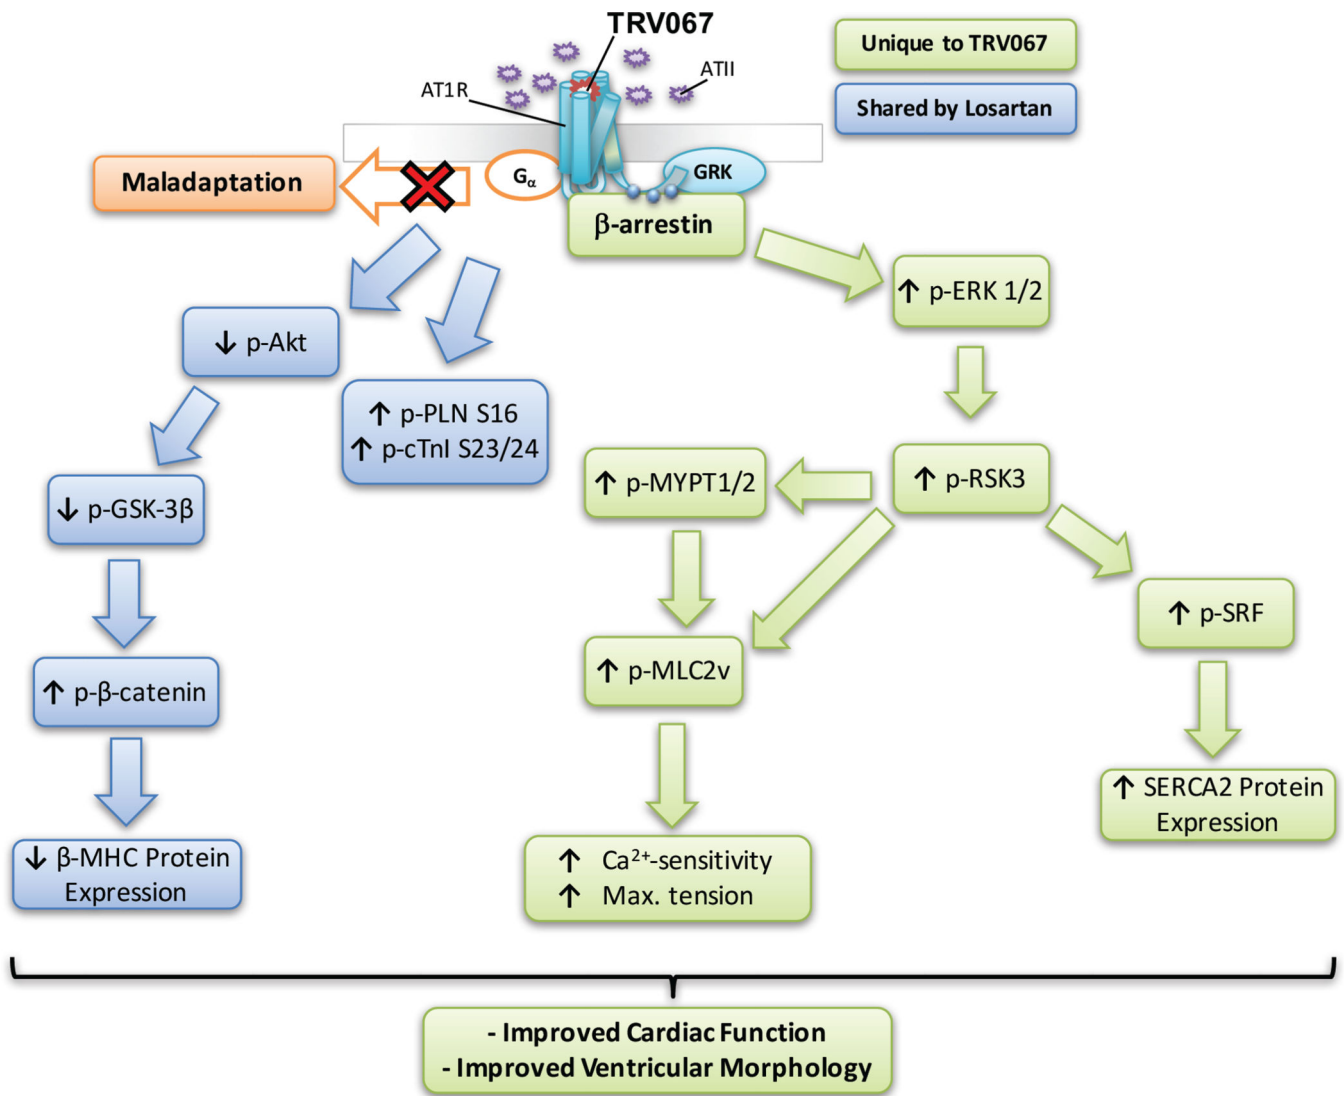 TRV067
Unique to TRV067
ATII
AT1R
Shared by Losartan
Maladaptation
Gα
GRK
β-arrestin
↑ p-ERK 1/2
↓ p-Akt
↑ p-PLN S16
↑ p-cTnI S23/24
↑ p-MYPT1/2
↑ p-RSK3
↓ p-GSK-3β
↑ p-SRF
↑ p-β-catenin
↑ p-MLC2v
↑ SERCA2 Protein
Expression
↓ β-MHC Protein
Expression
↑ Ca²⁺-sensitivity
↑ Max. tension
- Improved Cardiac Function
- Improved Ventricular Morphology